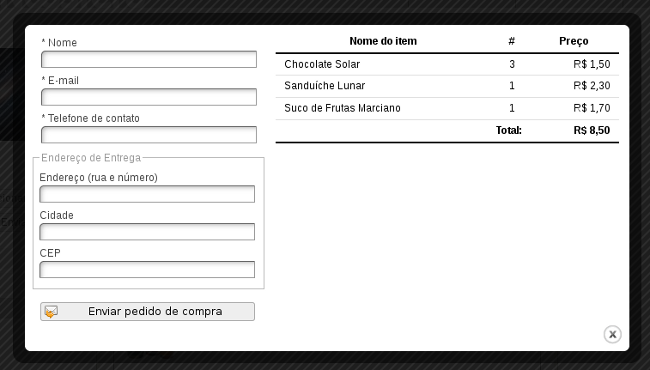 * Nome
* E-mail
* Telefone de contato
Endereço de Entrega
Endereço (rua e número)
Cidade
CEP
Enviar pedido de compra
Nome do item # Preço
Chocolate Solar 3 R$ 1,50
Sanduíche Lunar 1 R$ 2,30
Suco de Frutas Marciano 1 R$ 1,70
Total: R$ 8,50